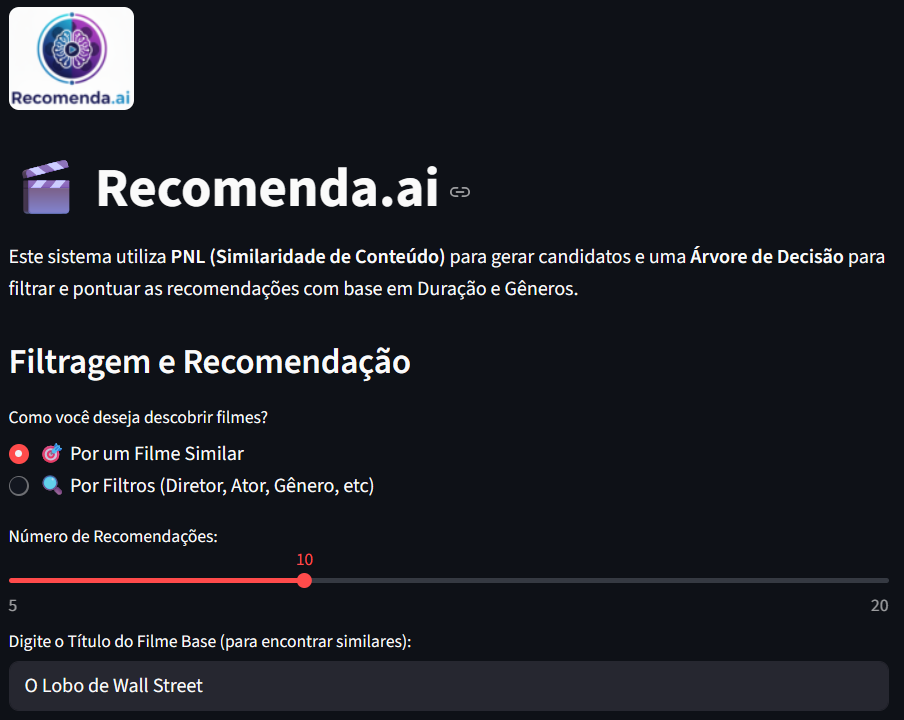 Recomenda.ai
Recomenda.ai
Este sistema utiliza PNL (Similaridade de Conteúdo) para gerar candidatos e uma Árvore de Decisão para
filtrar e pontuar as recomendações com base em Duração e Gêneros.
Filtragem e Recomendação
Como você deseja descobrir filmes?
Por um Filme Similar
Por Filtros (Diretor, Ator, Gênero, etc)
Número de Recomendações:
10
5 20
Digite o Título do Filme Base (para encontrar similares):
O Lobo de Wall Street